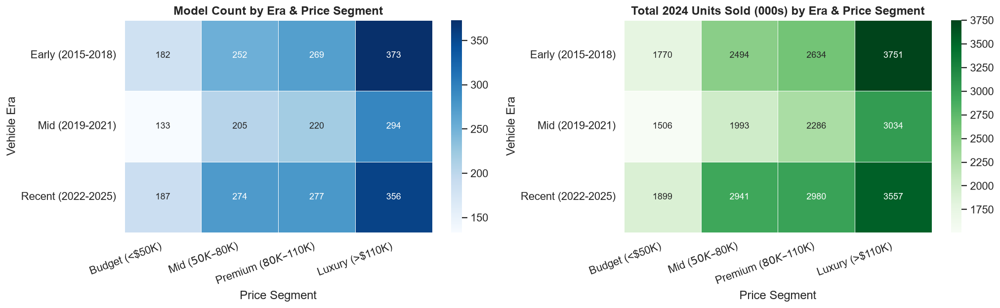 Model Count by Era & Price Segment
350
300
250
200
150
Early (2015-2018) 182 252 269 373
Mid (2019-2021) 133 205 220 294
Recent (2022-2025) 187 274 277 356
Vehicle Era
Budget (<$50K)
Mid (50K–80K)
Premium (80K–110K)
Luxury (>$110K)
Price Segment
Total 2024 Units Sold (000s) by Era & Price Segment
3750
3500
3250
3000
2750
2500
2250
2000
1750
Early (2015-2018) 1770 2494 2634 3751
Mid (2019-2021) 1506 1993 2286 3034
Recent (2022-2025) 1899 2941 2980 3557
Vehicle Era
Budget (<$50K)
Mid (50K–80K)
Premium (80K–110K)
Luxury (>$110K)
Price Segment